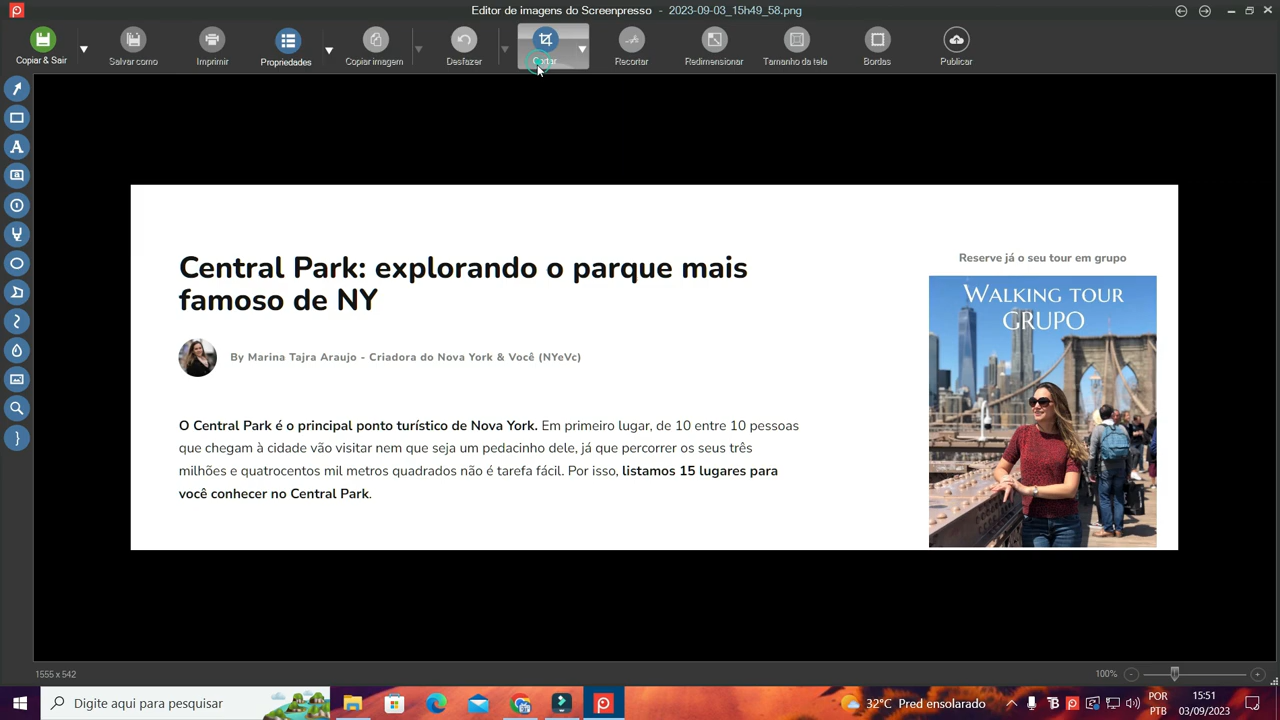 Editor de imagens do Screenpresso - 2023-09-03_15h49_58.png
Copiar & Sair
Salvar como
Imprimir
Propriedades
Copiar imagem
Desfazer
Cortar
Recortar
Redimensionar
Tamanho da tela
Bordas
Publicar
Central Park: explorando o parque mais
famoso de NY
By Marina Tajra Araujo - Criadora do Nova York & Você (NYeVc)
O Central Park é o principal ponto turístico de Nova York. Em primeiro lugar, de 10 entre 10 pessoas
que chegam à cidade vão visitar nem que seja um pedacinho dele, já que percorrer os seus três
milhões e quatrocentos mil metros quadrados não é tarefa fácil. Por isso, listamos 15 lugares para
você conhecer no Central Park.
Reserve já o seu tour em grupo
WALKING TOUR
GRUPO
1555 x 542
100%
Digite aqui para pesquisar
32°C Pred ensolarado
POR
PTB
15:51
03/09/2023